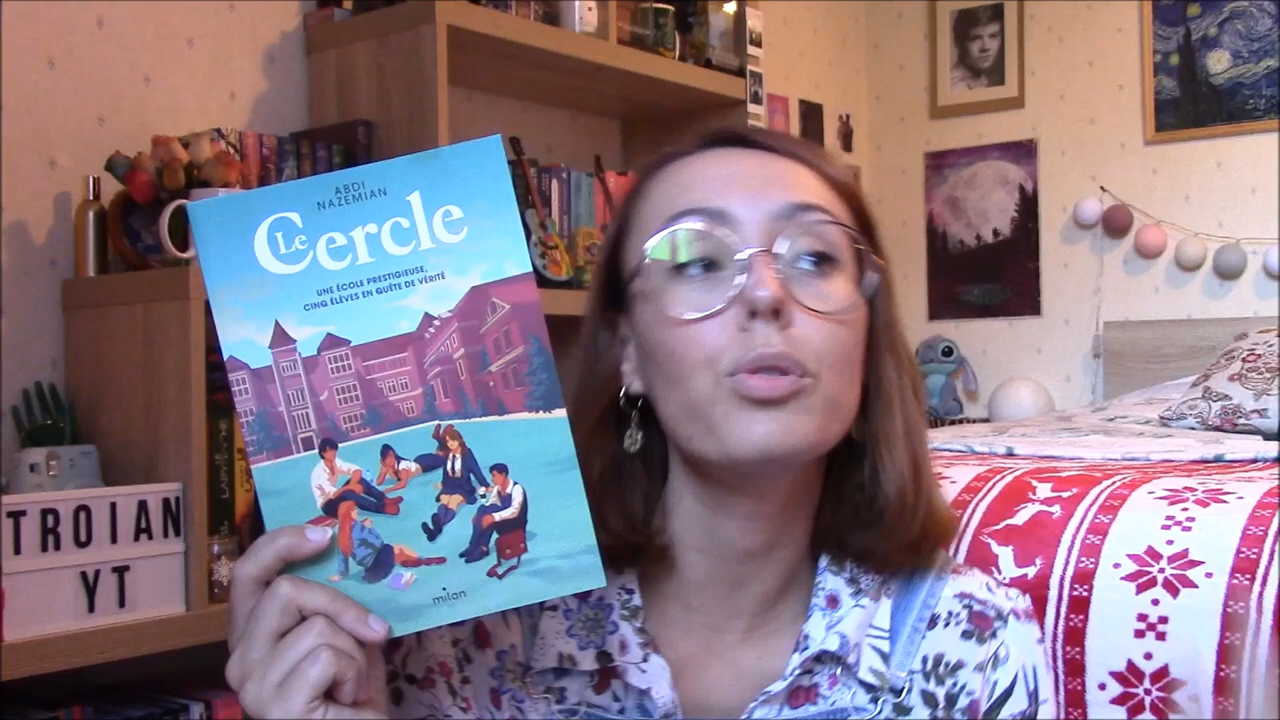 ABDI
NAZEMIAN
Le Cercle
UNE ÉCOLE PRESTIGIEUSE,
CINQ ÉLÈVES EN QUÊTE DE VÉRITÉ
milan
TROIAN
YT